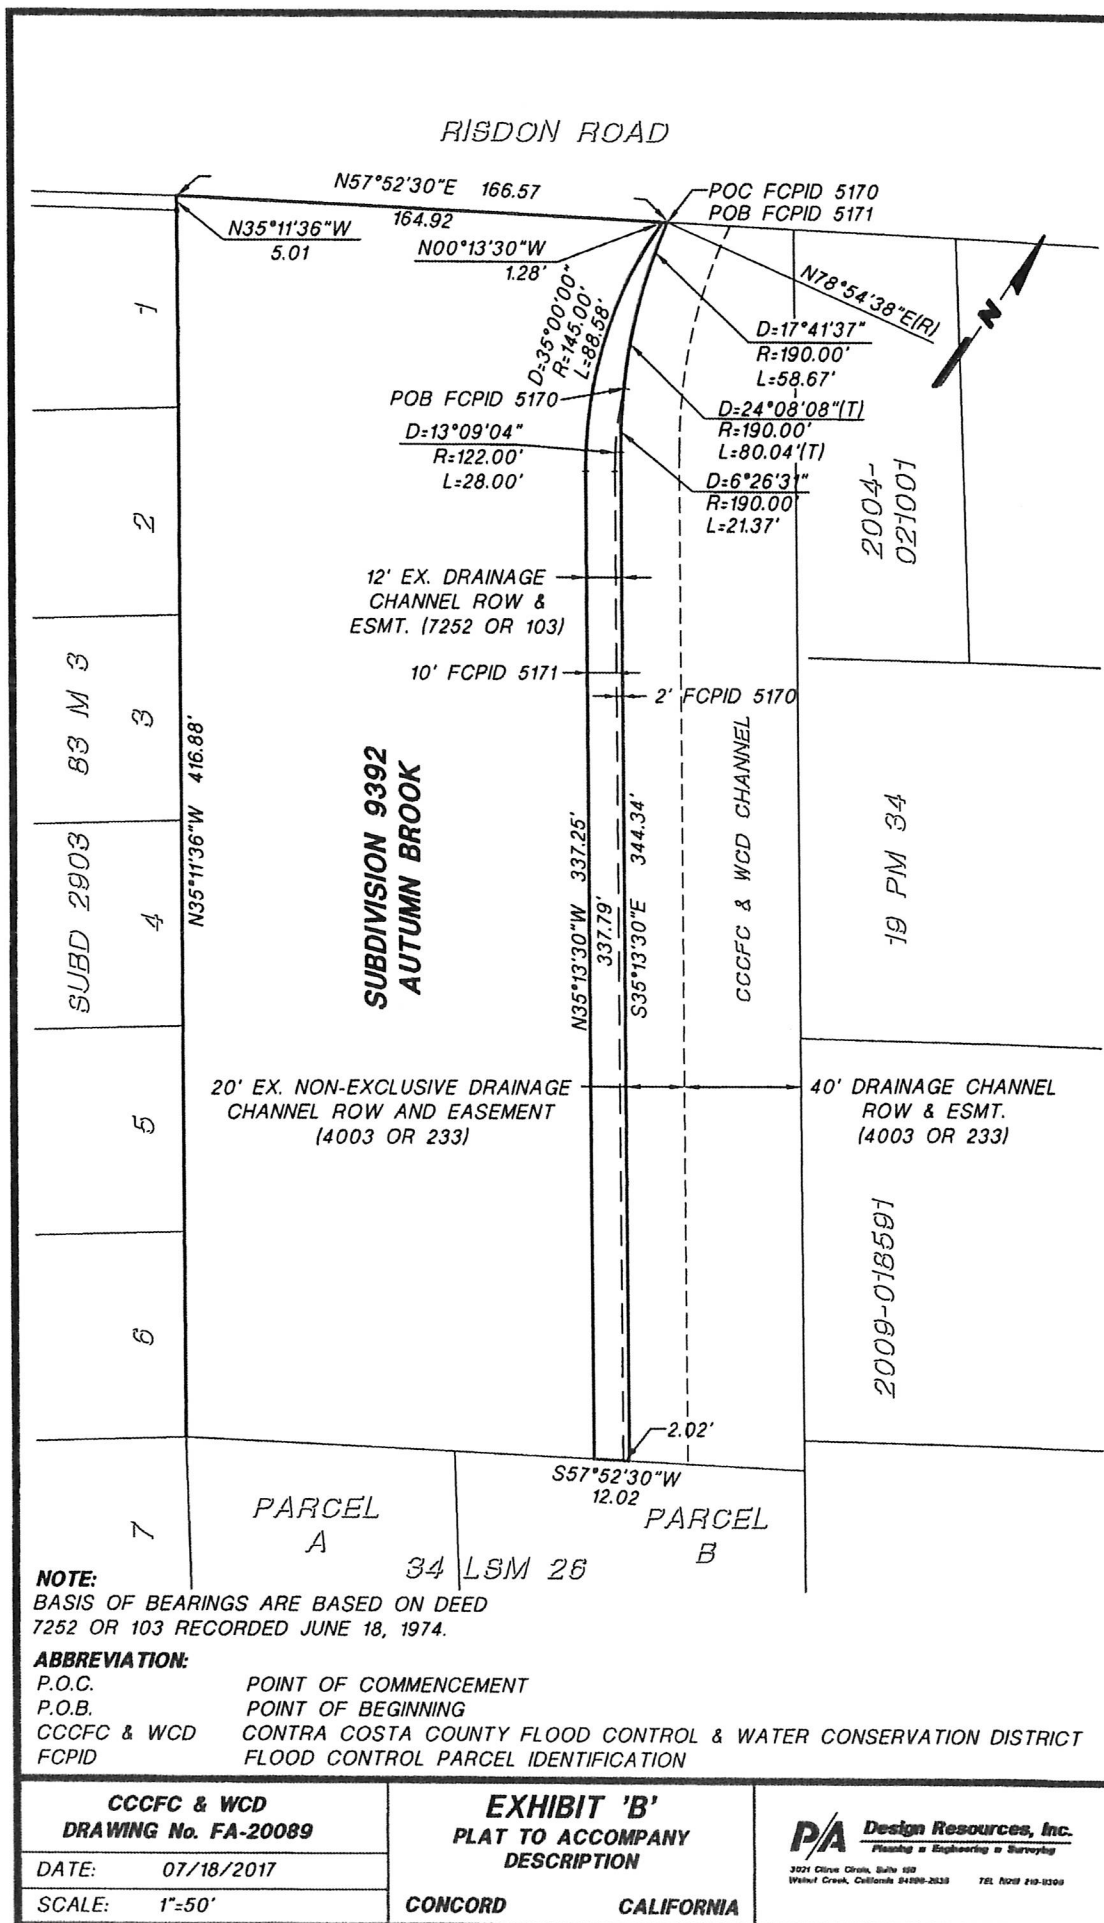 RISDON ROAD
N57°52'30"E 166.57
164.92
N35°11'36"W
5.01
N00°13'30"W
1.28'
POC FCPID 5170
POB FCPID 5171
N78°54'38"E(R)
N
D=35°00'00"
R=145.00'
L=88.58'
D=17°41'37"
R=190.00'
L=58.67'
POB FCPID 5170
D=24°08'08"(T)
R=190.00'
L=80.04'(T)
D=13°09'04"
R=122.00'
L=28.00'
D=6°26'31"
R=190.00'
L=21.37'
1
2
3
4
5
6
7
SUBD 2903 83 M 3
N35°11'36"W 416.88'
2004-
021001
12' EX. DRAINAGE
CHANNEL ROW &
ESMT. (7252 OR 103)
10' FCPID 5171
2' FCPID 5170
SUBDIVISION 9392
AUTUMN BROOK
N35°13'30"W 337.25'
337.79'
S35°13'30"E 344.34'
CCCFC & WCD CHANNEL
19 PM 34
20' EX. NON-EXCLUSIVE DRAINAGE
CHANNEL ROW AND EASEMENT
(4003 OR 233)
40' DRAINAGE CHANNEL
ROW & ESMT.
(4003 OR 233)
2009-018591
2.02'
S57°52'30"W
12.02
PARCEL
A
PARCEL
B
34 LSM 26
NOTE:
BASIS OF BEARINGS ARE BASED ON DEED
7252 OR 103 RECORDED JUNE 18, 1974.
ABBREVIATION:
P.O.C. POINT OF COMMENCEMENT
P.O.B. POINT OF BEGINNING
CCCFC & WCD CONTRA COSTA COUNTY FLOOD CONTROL & WATER CONSERVATION DISTRICT
FCPID FLOOD CONTROL PARCEL IDENTIFICATION
CCCFC & WCD
DRAWING No. FA-20089
DATE: 07/18/2017
SCALE: 1"=50'
EXHIBIT 'B'
PLAT TO ACCOMPANY
DESCRIPTION
CONCORD CALIFORNIA
P/A Design Resources, Inc.
Planning Engineering Surveying
3021 Citrus Circle, Suite 150
Walnut Creek, California
TEL